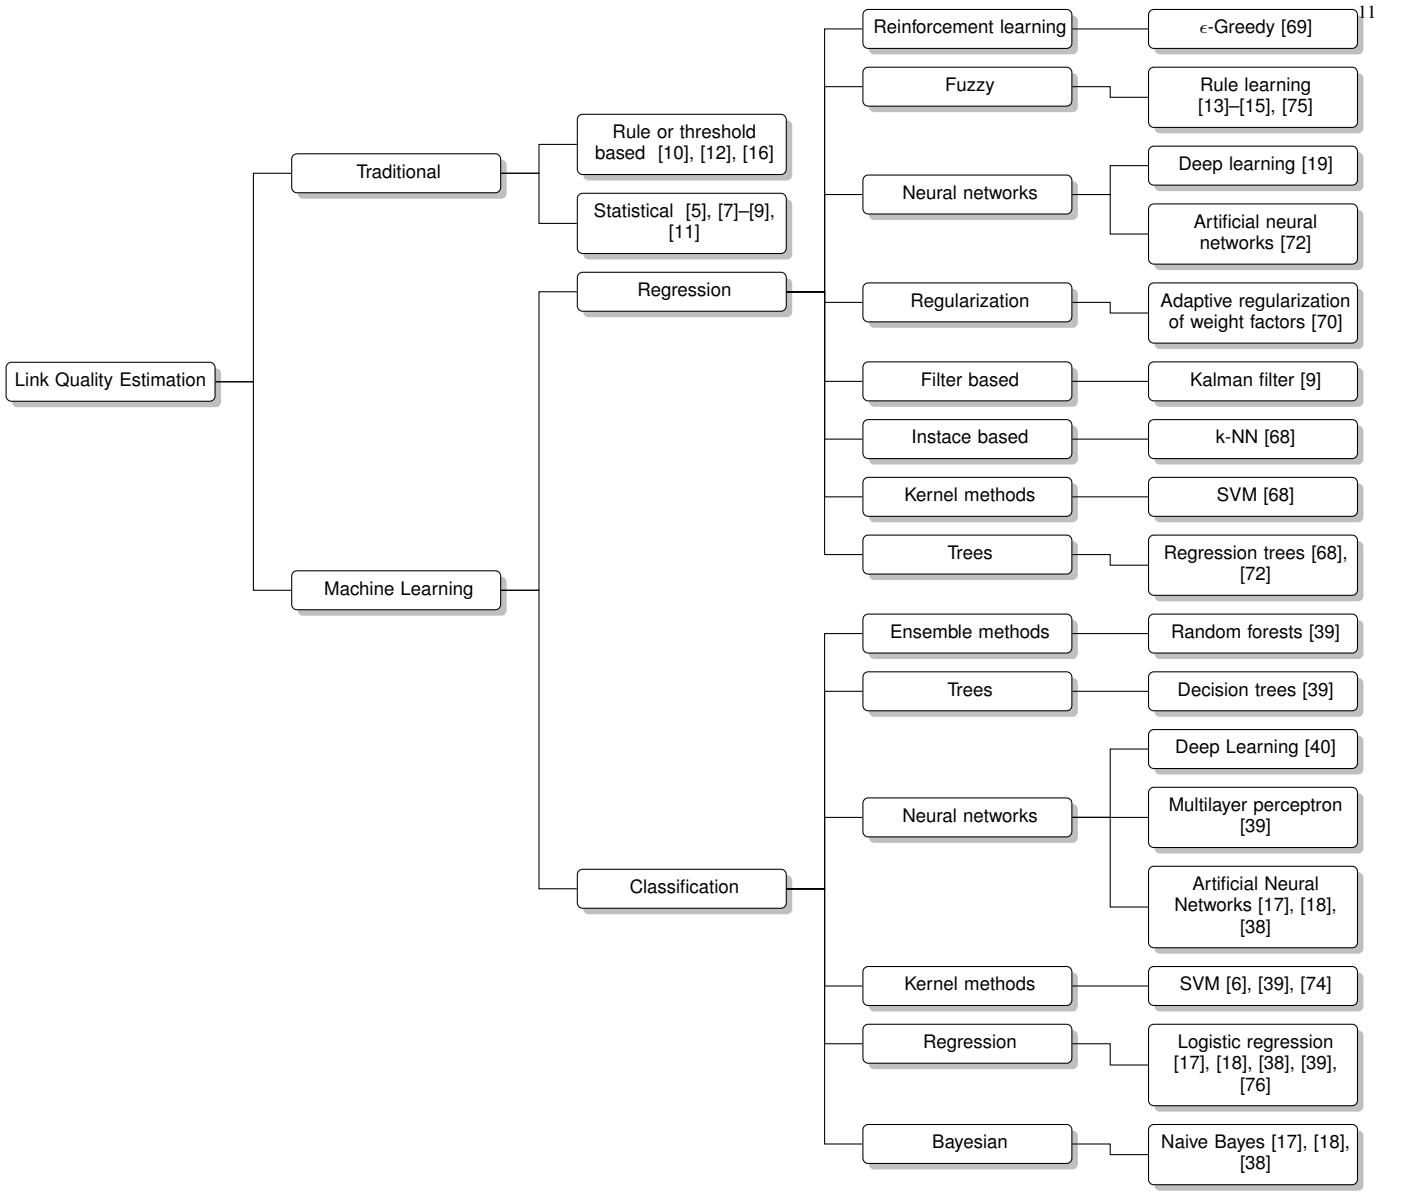 11
Link Quality Estimation
Traditional
Rule or threshold
based [10], [12], [16]
Statistical [5], [7]–[9],
[11]
Machine Learning
Regression
Reinforcement learning
ϵ-Greedy [69]
Fuzzy
Rule learning
[13]–[15], [75]
Neural networks
Deep learning [19]
Artificial neural
networks [72]
Regularization
Adaptive regularization
of weight factors [70]
Filter based
Kalman filter [9]
Instace based
k-NN [68]
Kernel methods
SVM [68]
Trees
Regression trees [68],
[72]
Classification
Ensemble methods
Random forests [39]
Trees
Decision trees [39]
Neural networks
Deep Learning [40]
Multilayer perceptron
[39]
Artificial Neural
Networks [17], [18],
[38]
Kernel methods
SVM [6], [39], [74]
Regression
Logistic regression
[17], [18], [38], [39],
[76]
Bayesian
Naive Bayes [17], [18],
[38]